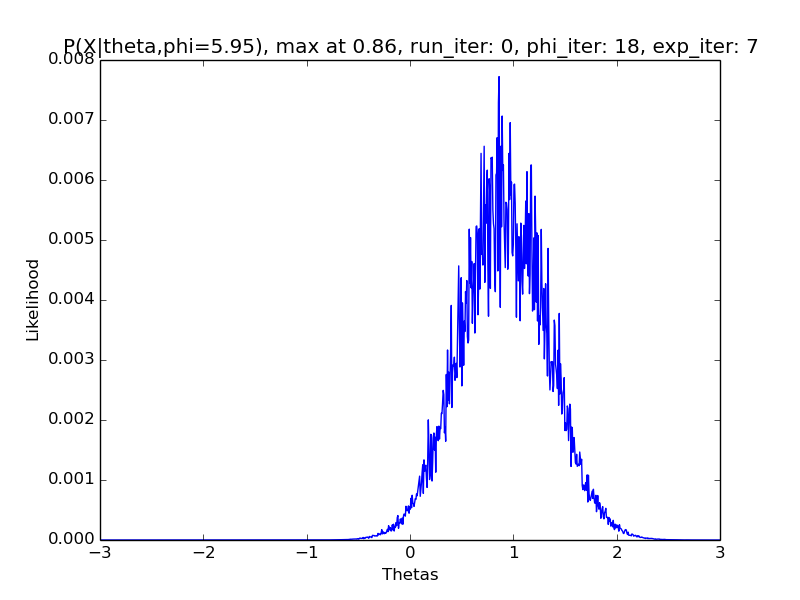 P(X|theta,phi=5.95), max at 0.86, run_iter: 0, phi_iter: 18, exp_iter: 7
0.008
0.007
0.006
0.005
0.004
0.003
0.002
0.001
0.000
Likelihood
−3 −2 −1 0 1 2 3
Thetas